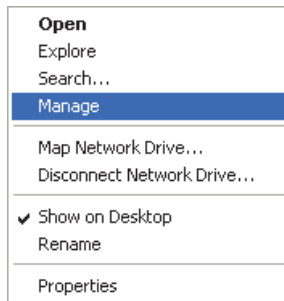 Open
Explore
Search...
Manage
Map Network Drive...
Disconnect Network Drive...
Show on Desktop
Rename
Properties